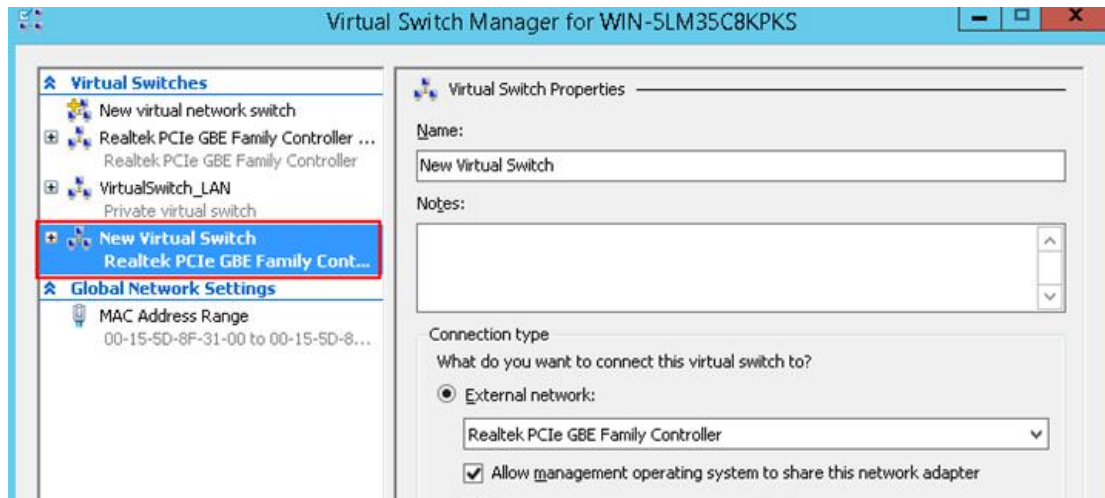 Virtual Switch Manager for WIN-5LM35C8KPKS
Virtual Switches
New virtual network switch
Realtek PCIe GBE Family Controller ...
Realtek PCIe GBE Family Controller
VirtualSwitch_LAN
Private virtual switch
New Virtual Switch
Realtek PCIe GBE Family Cont...
Global Network Settings
MAC Address Range
00-15-5D-8F-31-00 to 00-15-5D-8...
Virtual Switch Properties
Name:
New Virtual Switch
Notes:
Connection type
What do you want to connect this virtual switch to?
External network:
Realtek PCIe GBE Family Controller
Allow management operating system to share this network adapter